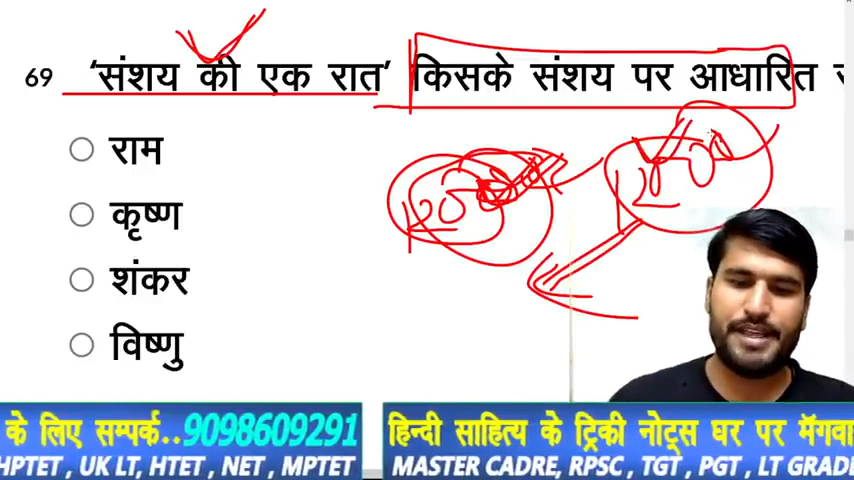 69 'संशय की एक रात' किसके संशय पर आधारित
राम
कृष्ण
शंकर
विष्णु
के लिए सम्पर्क..9098609291 हिन्दी साहित्य के ट्रिकी नोट्स घर पर मॅगवा
HPTET , UK LT, HTET , NET , MPTET MASTER CADRE, RPSC , TGT , PGT , LT GRADE